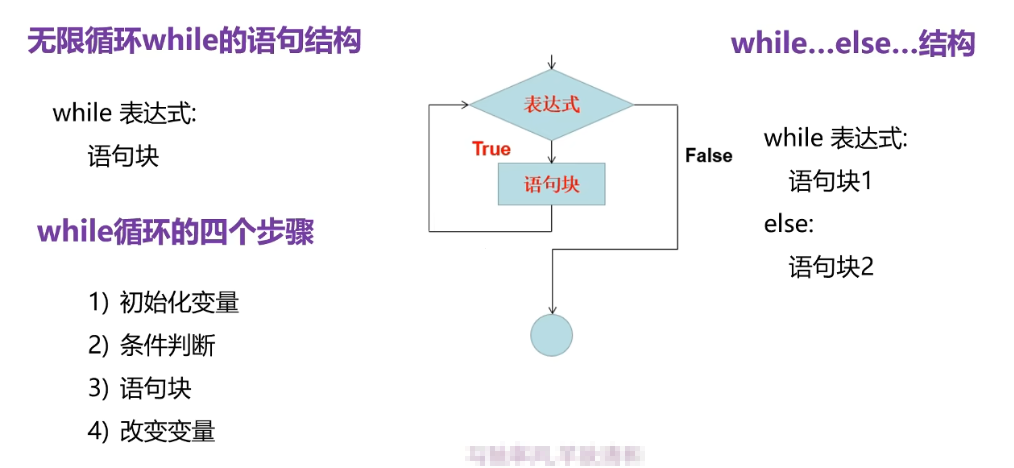 无限循环while的语句结构
while 表达式:
语句块
while循环的四个步骤
1) 初始化变量
2) 条件判断
3) 语句块
4) 改变变量
表达式
True
False
语句块
while…else…结构
while 表达式:
语句块1
else:
语句块2